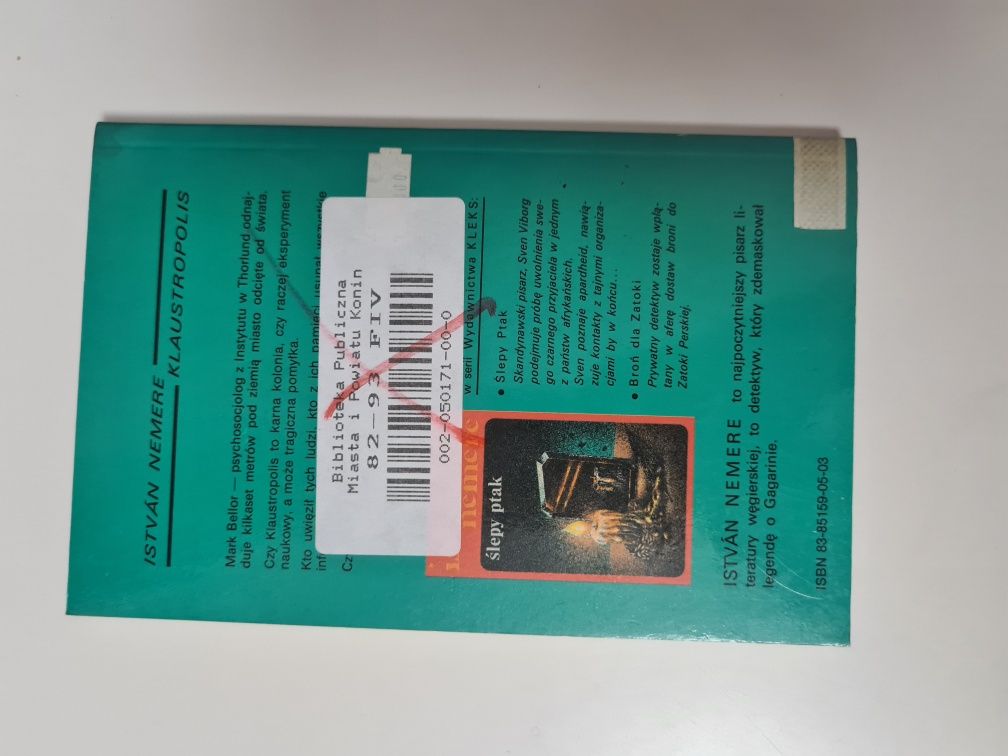 ISTVÁN NEMERE
KLAUSTROPOLIS
Mark Bellor — psychosocjolog z Instytutu w Thorlund odnaj-
duje kilkaset metrów pod ziemią miasto odcięte od świata.
Czy Klaustropolis to karna kolonia, czy raczej eksperyment
naukowy, a może tragiczna pomyłka.
Kto uwięził tych ludzi, kto z ich pamięci usunął wszystkie
Biblioteka Publiczna
Miasta i Powiatu Konin
82-93 FIV
002-050171-00-0
w serii Wydawnictwa KLEKS:
• Ślepy Ptak
Skandynawski pisarz, Sven Viborg
podejmuje próbę uwolnienia swe-
go czarnego przyjaciela w jednym
z państw afrykańskich.
Sven poznaje apardheid, nawią-
zuje kontakty z tajnymi organiza-
cjami by w końcu...
• Broń dla Zatoki
Prywatny detektyw zostaje wplą-
tany w aferę dostaw broni do
Zatoki Perskiej.
nemere
ślepy ptak
ISTVÁN NEMERE to najpoczytniejszy pisarz li-
teratury węgierskiej, to detektyw, który zdemaskował
legendę o Gagarinie.
ISBN 83-85159-05-03